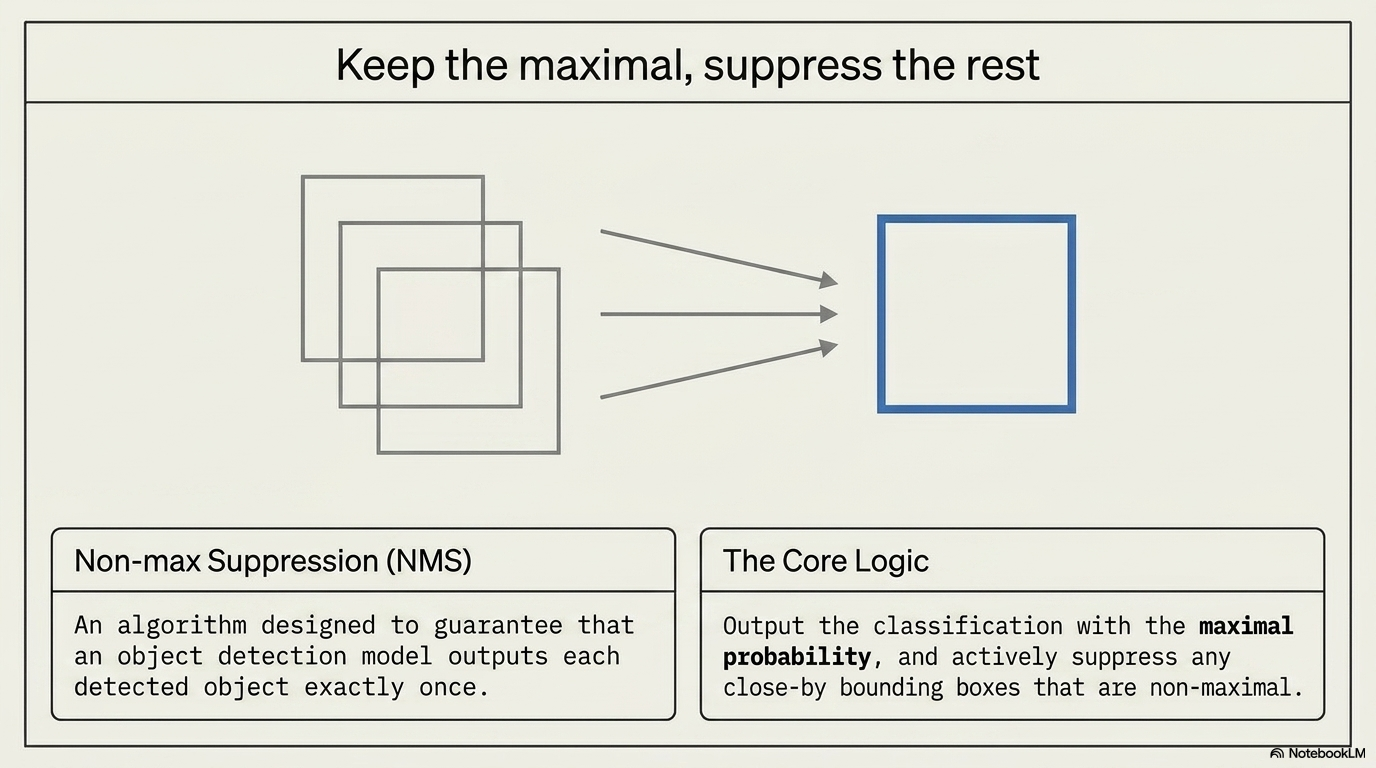 Keep the maximal, suppress the rest
Non-max Suppression (NMS)
An algorithm designed to guarantee that
an object detection model outputs each
detected object exactly once.
The Core Logic
Output the classification with the maximal
probability, and actively suppress any
close-by bounding boxes that are non-maximal.
NotebookLM